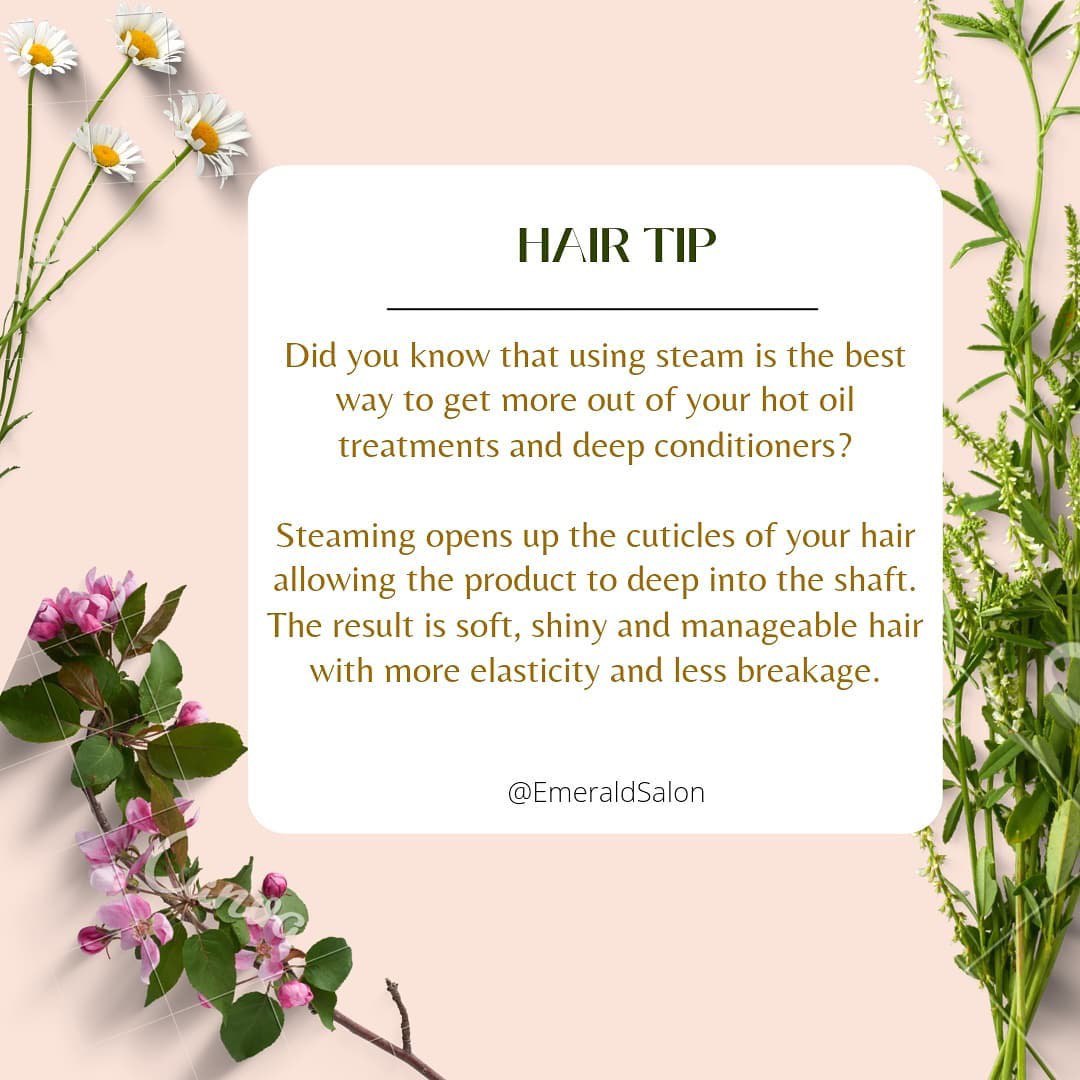 HAIR TIP
Did you know that using steam is the best
way to get more out of your hot oil
treatments and deep conditioners?
Steaming opens up the cuticles of your hair
allowing the product to deep into the shaft.
The result is soft, shiny and manageable hair
with more elasticity and less breakage.
@EmeraldSalon
Canva